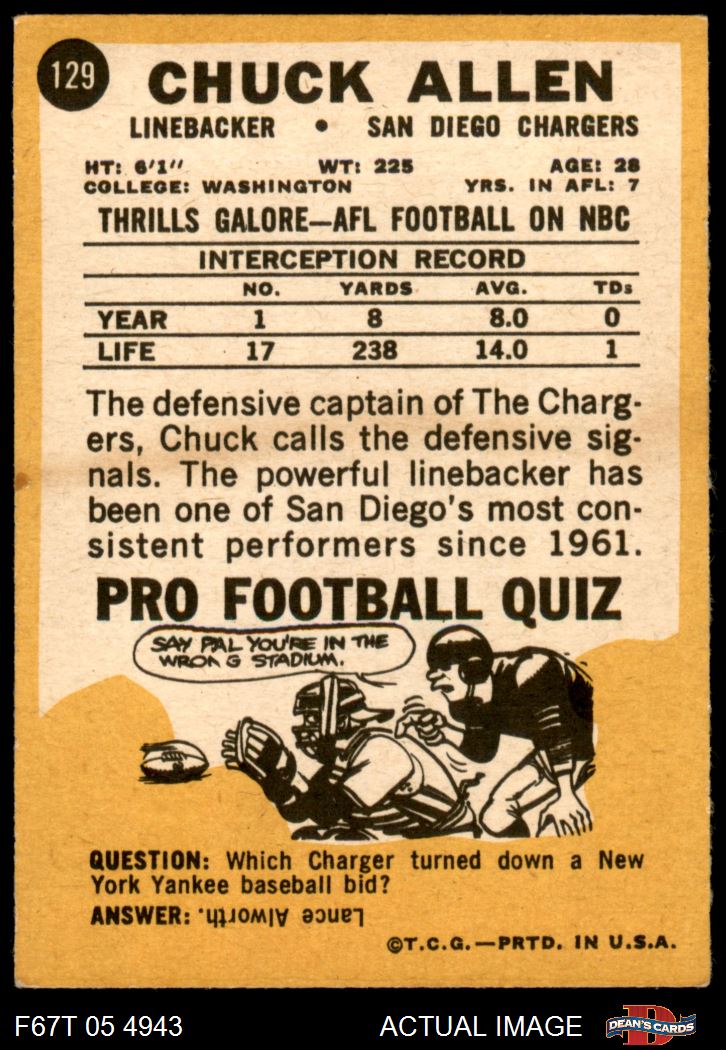 129
CHUCK ALLEN
LINEBACKER • SAN DIEGO CHARGERS
HT: 6'1" WT: 225 AGE: 28
COLLEGE: WASHINGTON YRS. IN AFL: 7
THRILLS GALORE—AFL FOOTBALL ON NBC
INTERCEPTION RECORD
NO. YARDS AVG. TDs
YEAR 1 8 8.0 0
LIFE 17 238 14.0 1
The defensive captain of The Charg-
ers, Chuck calls the defensive sig-
nals. The powerful linebacker has
been one of San Diego's most con-
sistent performers since 1961.
PRO FOOTBALL QUIZ
SAY PAL YOU'RE IN THE
WRONG STADIUM.
QUESTION: Which Charger turned down a New
York Yankee baseball bid?
ANSWER: Lance Alworth.
©T.C.G.—PRTD. IN U.S.A.
F67T 05 4943 ACTUAL IMAGE DEAN'S CARDS